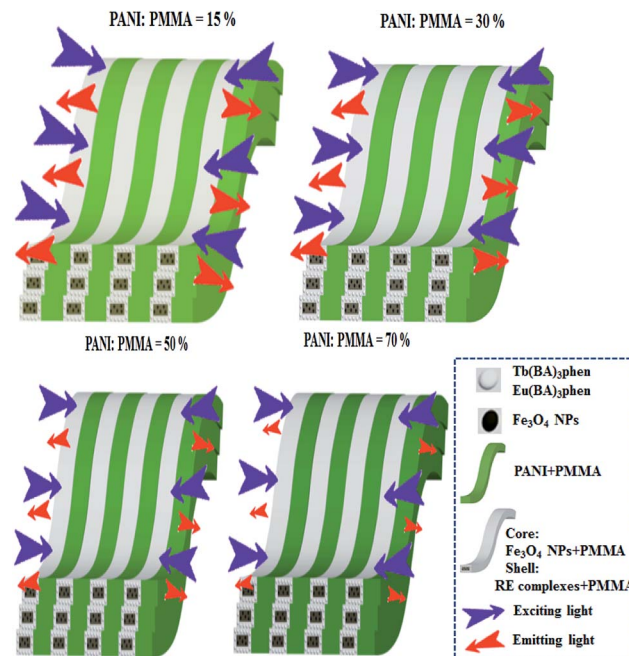 PANI: PMMA = 15 %
PANI: PMMA = 30 %
PANI: PMMA = 50 %
PANI: PMMA = 70 %
Tb(BA)₃phen
Eu(BA)₃phen
Fe₃O₄ NPs
PANI+PMMA
Core:
Fe₃O₄ NPs+PMMA
Shell:
RE complexes+PMMA
Exciting light
Emitting light